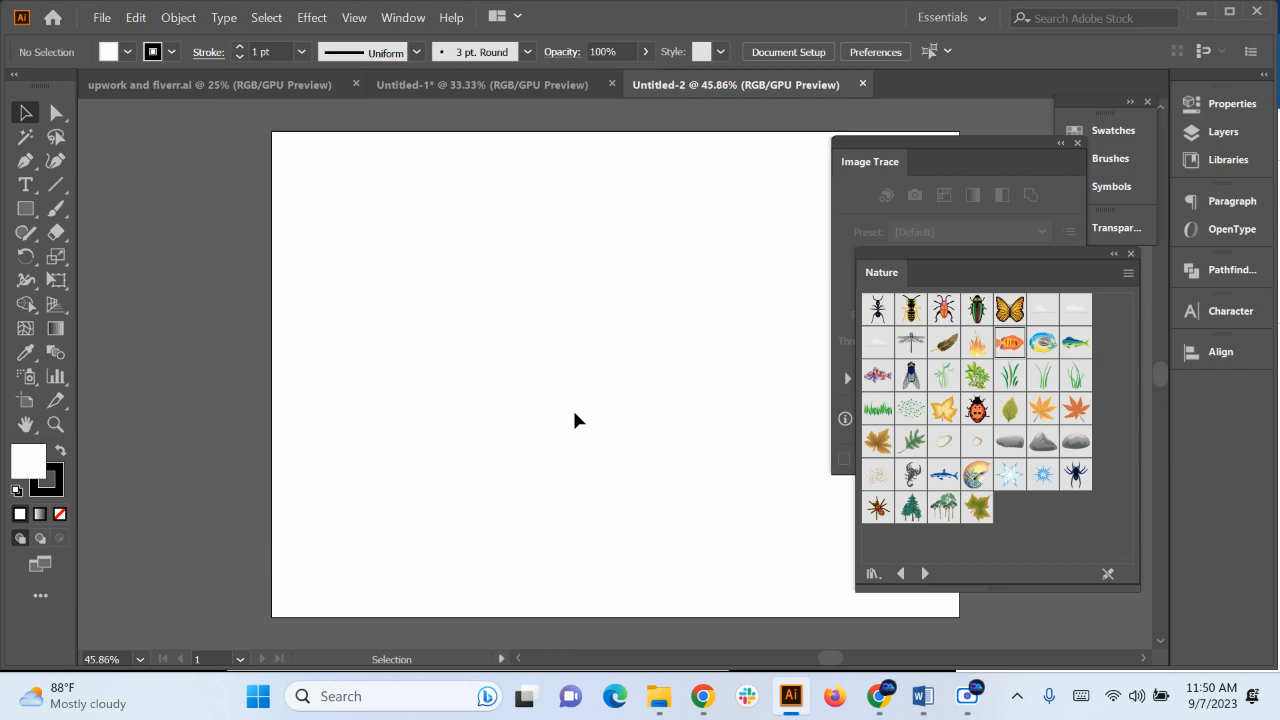 Ai File Edit Object Type Select Effect View Window Help Essentials Search Adobe Stock
No Selection Stroke: 1 pt Uniform 3 pt. Round Opacity: 100% Style: Document Setup Preferences
upwork and fiverr.ai @ 25% (RGB/GPU Preview) Untitled-1* @ 33.33% (RGB/GPU Preview) Untitled-2 @ 45.86% (RGB/GPU Preview)
Properties
Swatches
Layers
Brushes
Libraries
Image Trace
Symbols
Paragraph
Transpar...
OpenType
Preset: [Default]
Nature
Pathfind...
Character
Align
45.86% 1 Selection
88°F
Mostly cloudy
Search
Ai
11:50 AM
9/7/2023